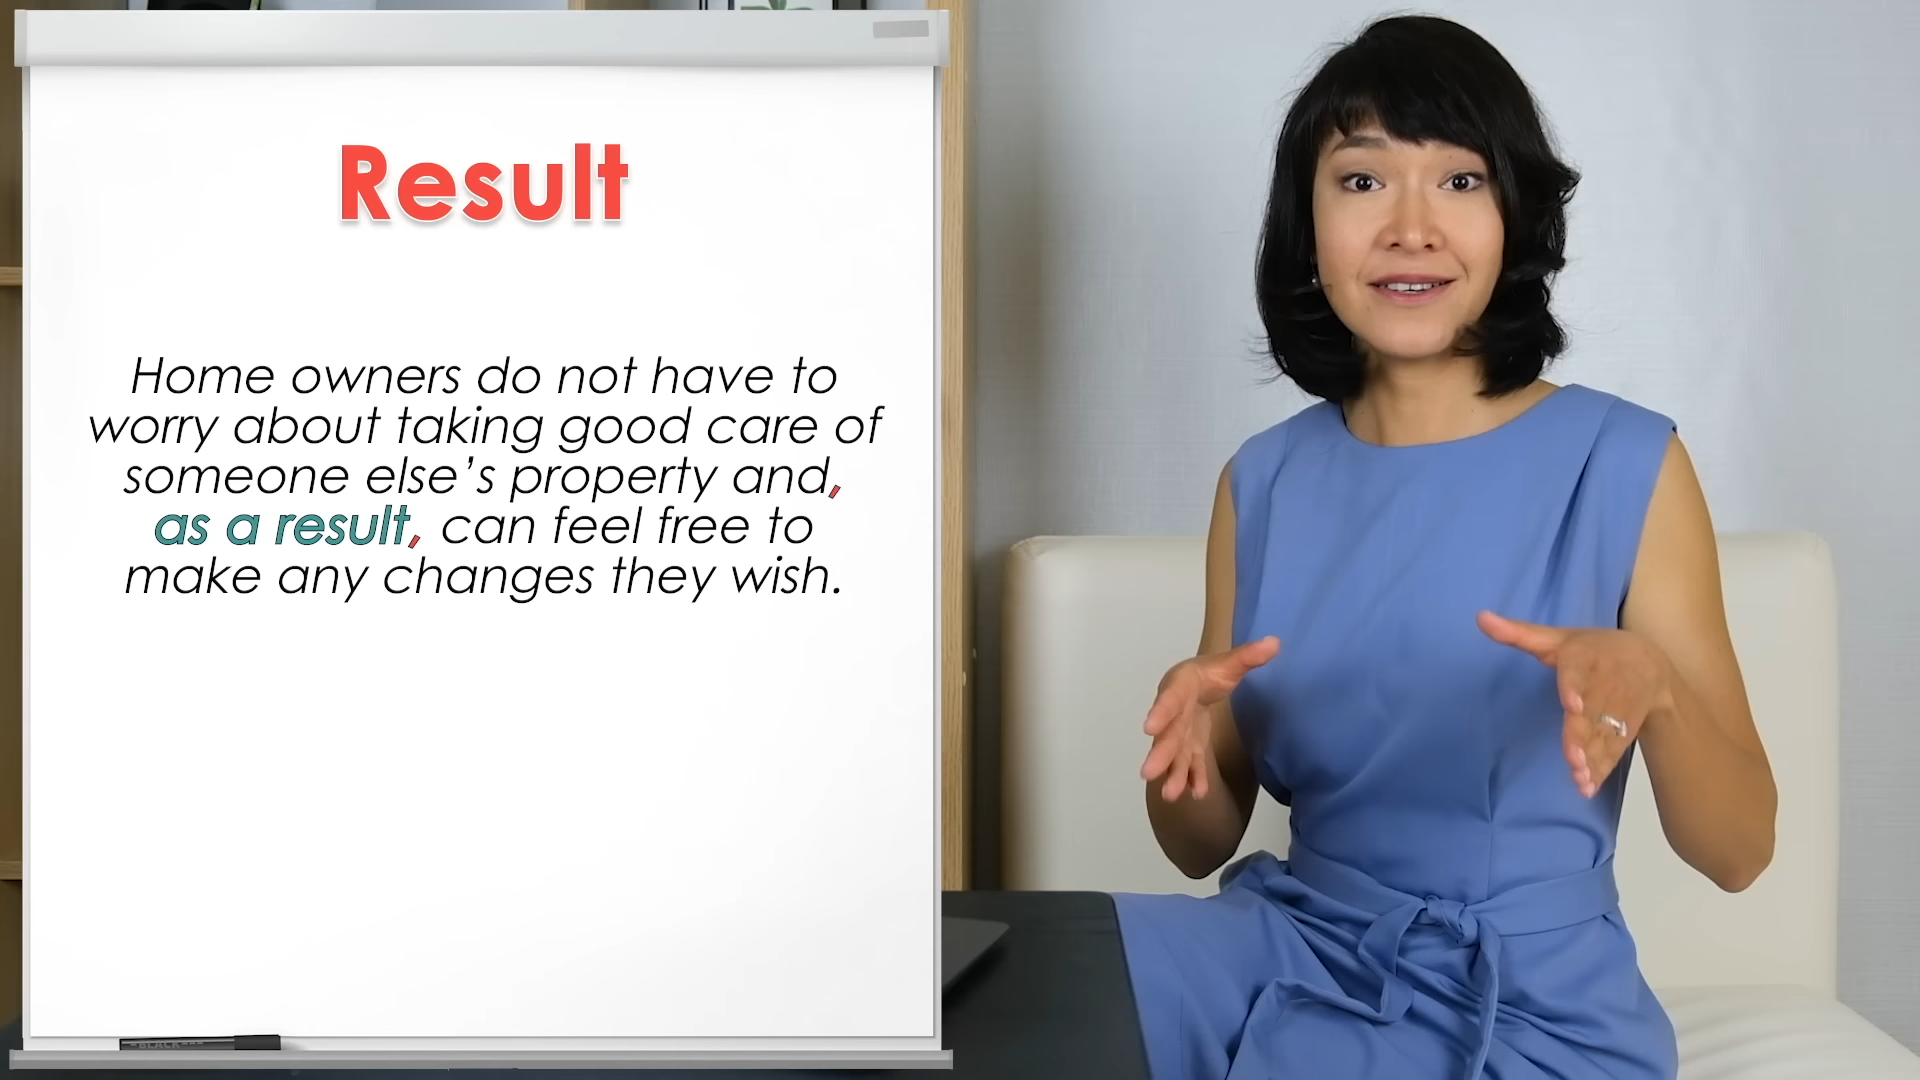 Result
Home owners do not have to
worry about taking good care of
someone else’s property and,
as a result, can feel free to
make any changes they wish.
BLACK